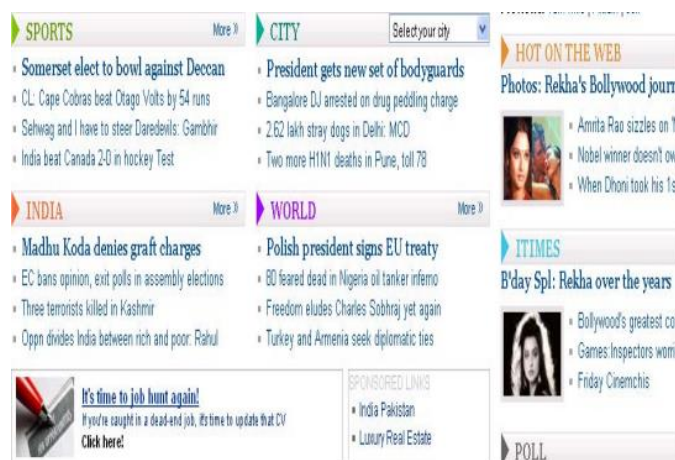 SPORTS
More »
Somerset elect to bowl against Deccan
CL: Cape Cobras beat Otago Volts by 54 runs
Sehwag and I have to steer Daredevils: Gambhir
India beat Canada 2-0 in hockey Test
CITY
Select your city
President gets new set of bodyguards
Bangalore DJ arrested on drug peddling charge
2.62 lakh stray dogs in Delhi: MCD
Two more H1N1 deaths in Pune, toll 78
INDIA
More »
Madhu Koda denies graft charges
EC bans opinion, exit polls in assembly elections
Three terrorists killed in Kashmir
Oppn divides India between rich and poor: Rahul
WORLD
More »
Polish president signs EU treaty
80 feared dead in Nigeria oil tanker inferno
Freedom eludes Charles Sobhraj yet again
Turkey and Armenia seek diplomatic ties
It's time to job hunt again!
If you're caught in a dead-end job, it's time to update that CV
Click here!
SPONSORED LINKS
India Pakistan
Luxury Real Estate
HOT ON THE WEB
Photos: Rekha's Bollywood journ
Amrita Rao sizzles on
Nobel winner doesn't ow
When Dhoni took his 1s
ITIMES
B'day Spl: Rekha over the years
Bollywood's greatest co
Games:Inspectors worri
Friday Cinemchis
POLL